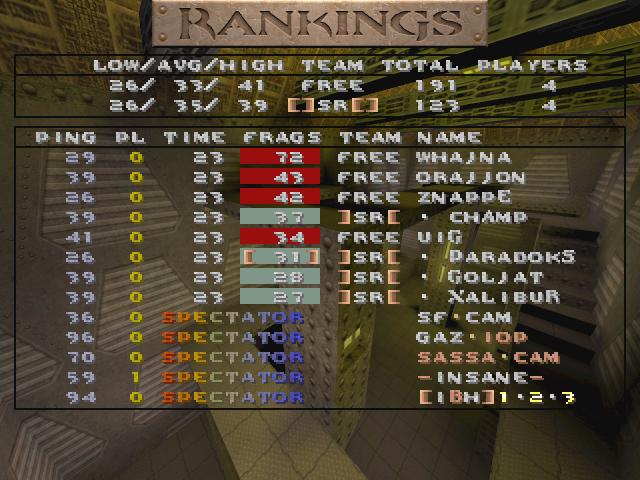 RANKINGS
LOW/AVG/HIGH TEAM TOTAL PLAYERS
26/ 33/ 41 FREE 191 4
26/ 35/ 39 []SR[] 123 4
PING PL TIME FRAGS TEAM NAME
29 0 23 72 FREE WHAJNA
39 0 23 43 FREE ORAJJON
26 0 23 42 FREE ZNAPPE
39 0 23 37 ]SR[ · CHAMP
41 0 23 34 FREE UIG
26 0 23 [ 31 ] ]SR[ · PARADOKS
39 0 23 28 ]SR[ · GOLJAT
39 0 23 27 ]SR[ · XALIBUR
36 0 SPECTATOR SF·CAM
96 0 SPECTATOR GAZ·IOP
70 0 SPECTATOR SASSA·CAM
59 1 SPECTATOR -INSANE-
94 0 SPECTATOR [IBH]1·2·3